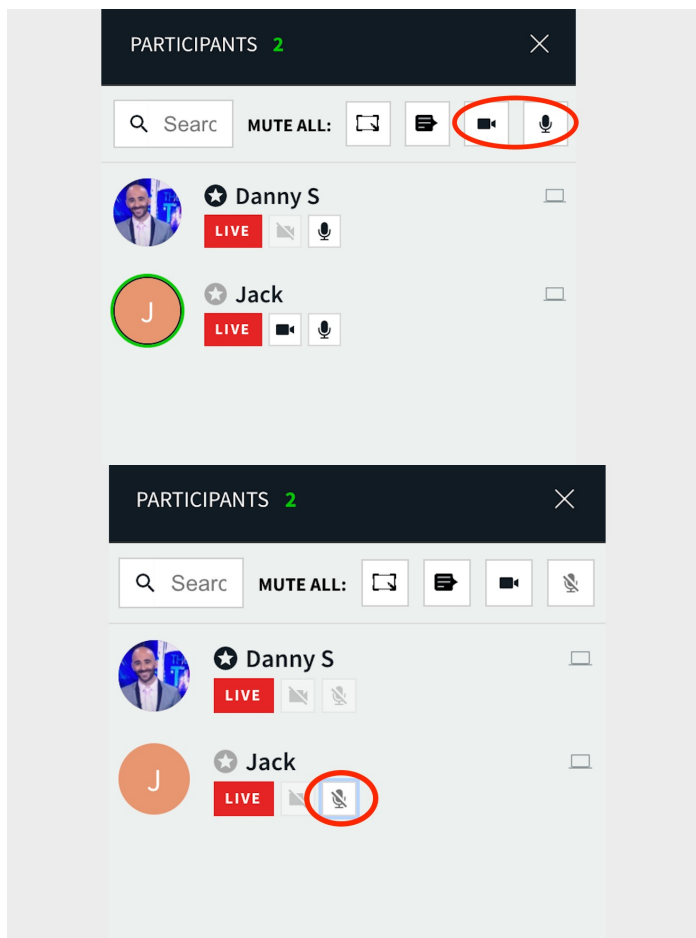 PARTICIPANTS 2
Searc MUTE ALL:
Danny S
LIVE
J
Jack
LIVE
PARTICIPANTS 2
Searc MUTE ALL:
Danny S
LIVE
J
Jack
LIVE